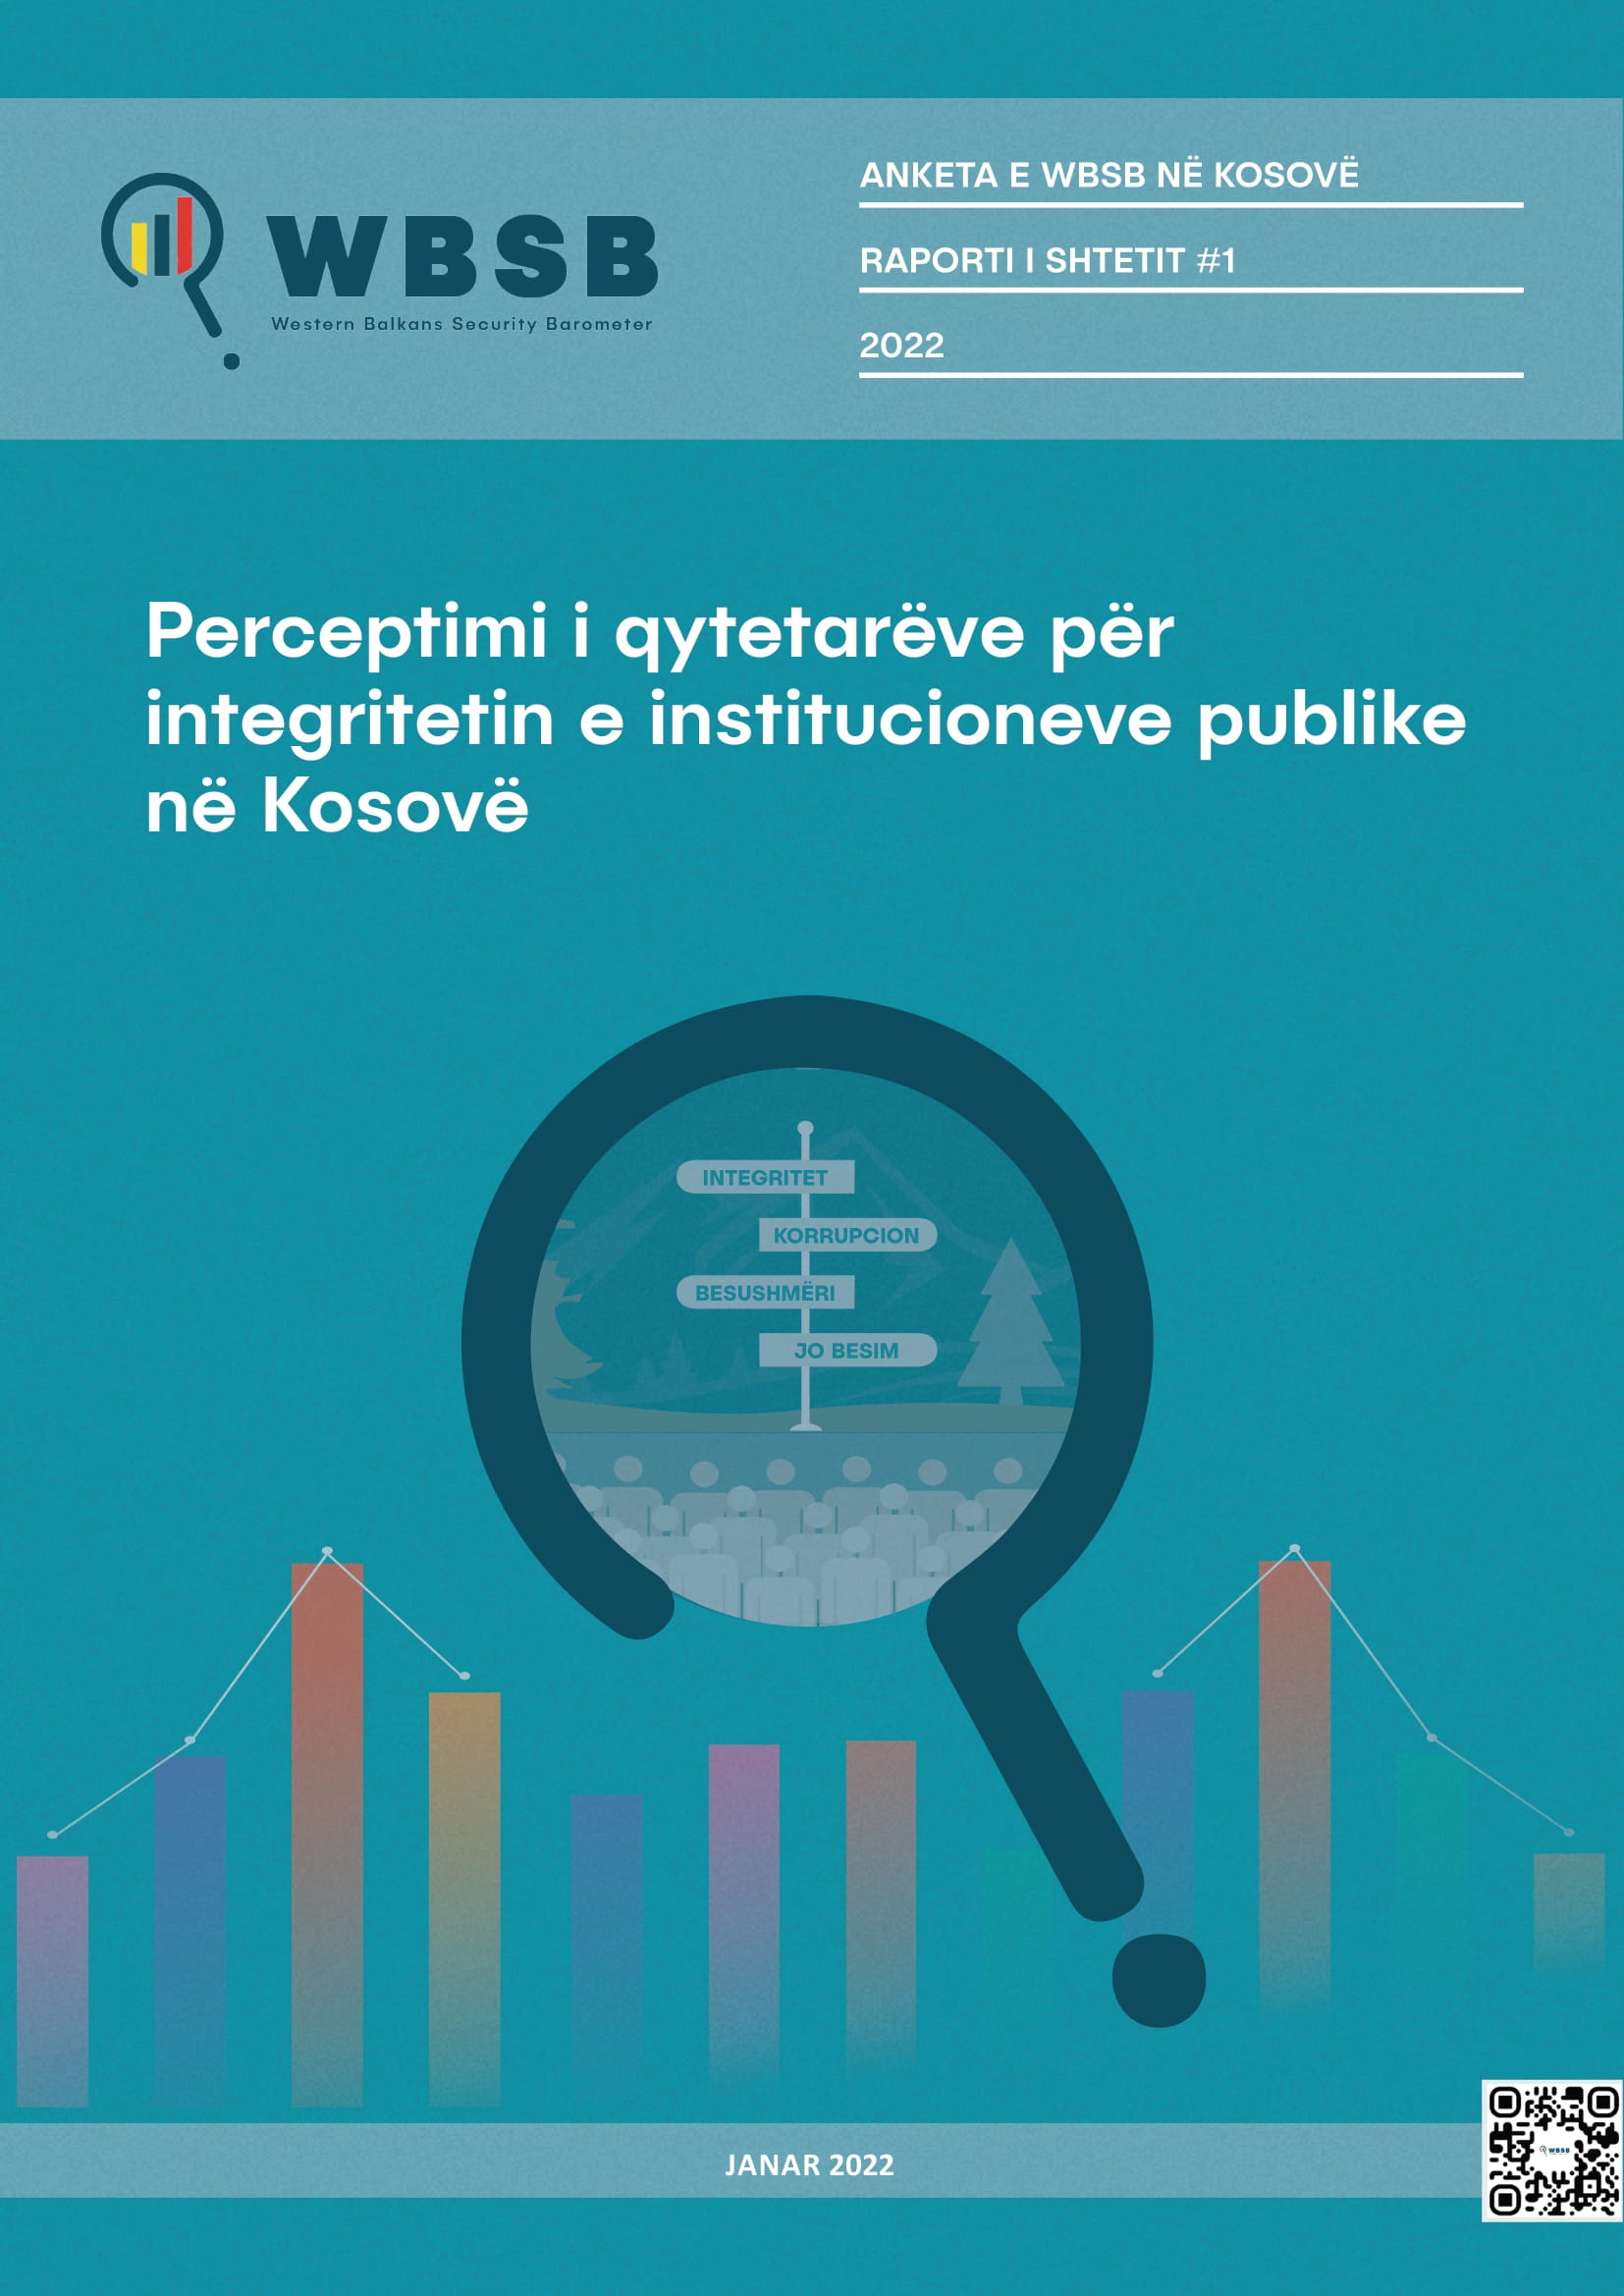 WBSB
Western Balkans Security Barometer
ANKETA E WBSB NË KOSOVË
RAPORTI I SHTETIT #1
2022
Perceptimi i qytetarëve për
integritetin e institucioneve publike
në Kosovë
INTEGRITET
KORRUPCION
BESUSHMËRI
JO BESIM
JANAR 2022
WBSB